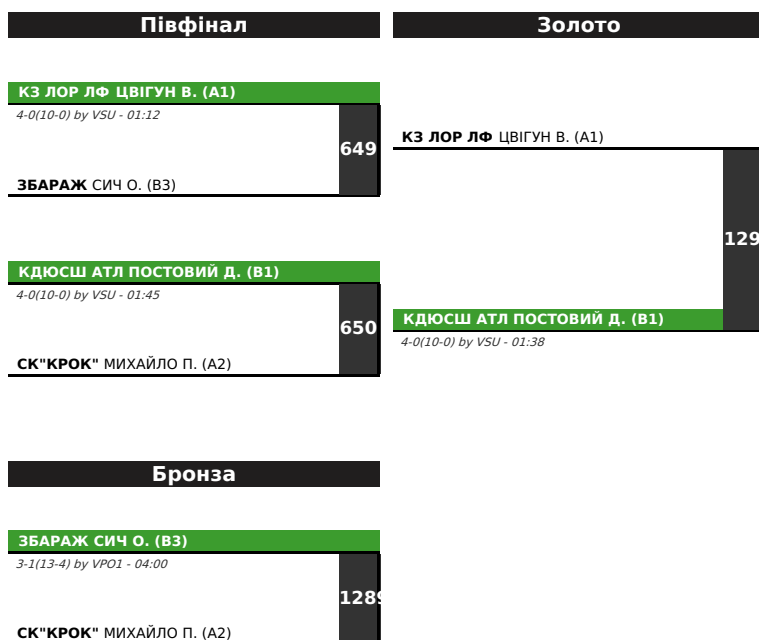 Півфінал
КЗ ЛОР ЛФ ЦВІГУН В. (A1)
4-0(10-0) by VSU - 01:12
649
ЗБАРАЖ СИЧ О. (B3)
КДЮСШ АТЛ ПОСТОВИЙ Д. (B1)
4-0(10-0) by VSU - 01:45
650
СК"КРОК" МИХАЙЛО П. (A2)
Золото
КЗ ЛОР ЛФ ЦВІГУН В. (A1)
129
КДЮСШ АТЛ ПОСТОВИЙ Д. (B1)
4-0(10-0) by VSU - 01:38
Бронза
ЗБАРАЖ СИЧ О. (B3)
3-1(13-4) by VPO1 - 04:00
1289
СК"КРОК" МИХАЙЛО П. (A2)